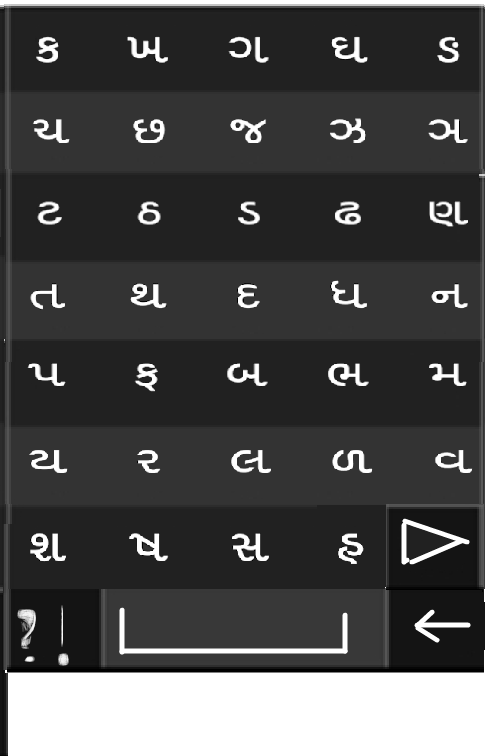 ક ખ ગ ઘ ઙ
ચ છ જ ઝ ઞ
ટ ઠ ડ ઢ ણ
ત થ દ ધ ન
પ ફ બ ભ મ
ય ર લ ળ વ
શ ષ સ હ
? !